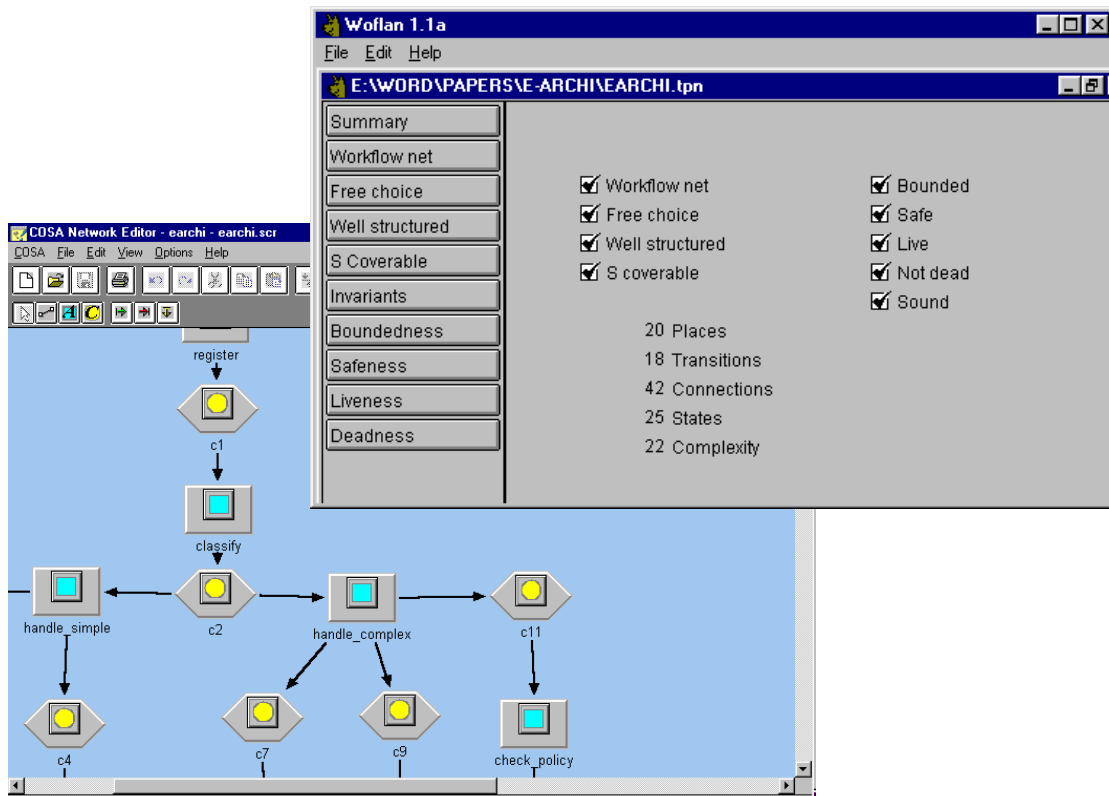 Woflan 1.1a
File Edit Help
E:\WORD\PAPERS\E-ARCHI\EARCHI.tpn
Summary
Workflow net
Free choice
Well structured
S Coverable
Invariants
Boundedness
Safeness
Liveness
Deadness
Workflow net
Free choice
Well structured
S coverable
Bounded
Safe
Live
Not dead
Sound
20 Places
18 Transitions
42 Connections
25 States
22 Complexity
COSA Network Editor - earchi - earchi.scr
COSA File Edit View Options Help
A C
register
c1
classify
handle_simple
c2
handle_complex
c11
c4
c7
c9
check_policy